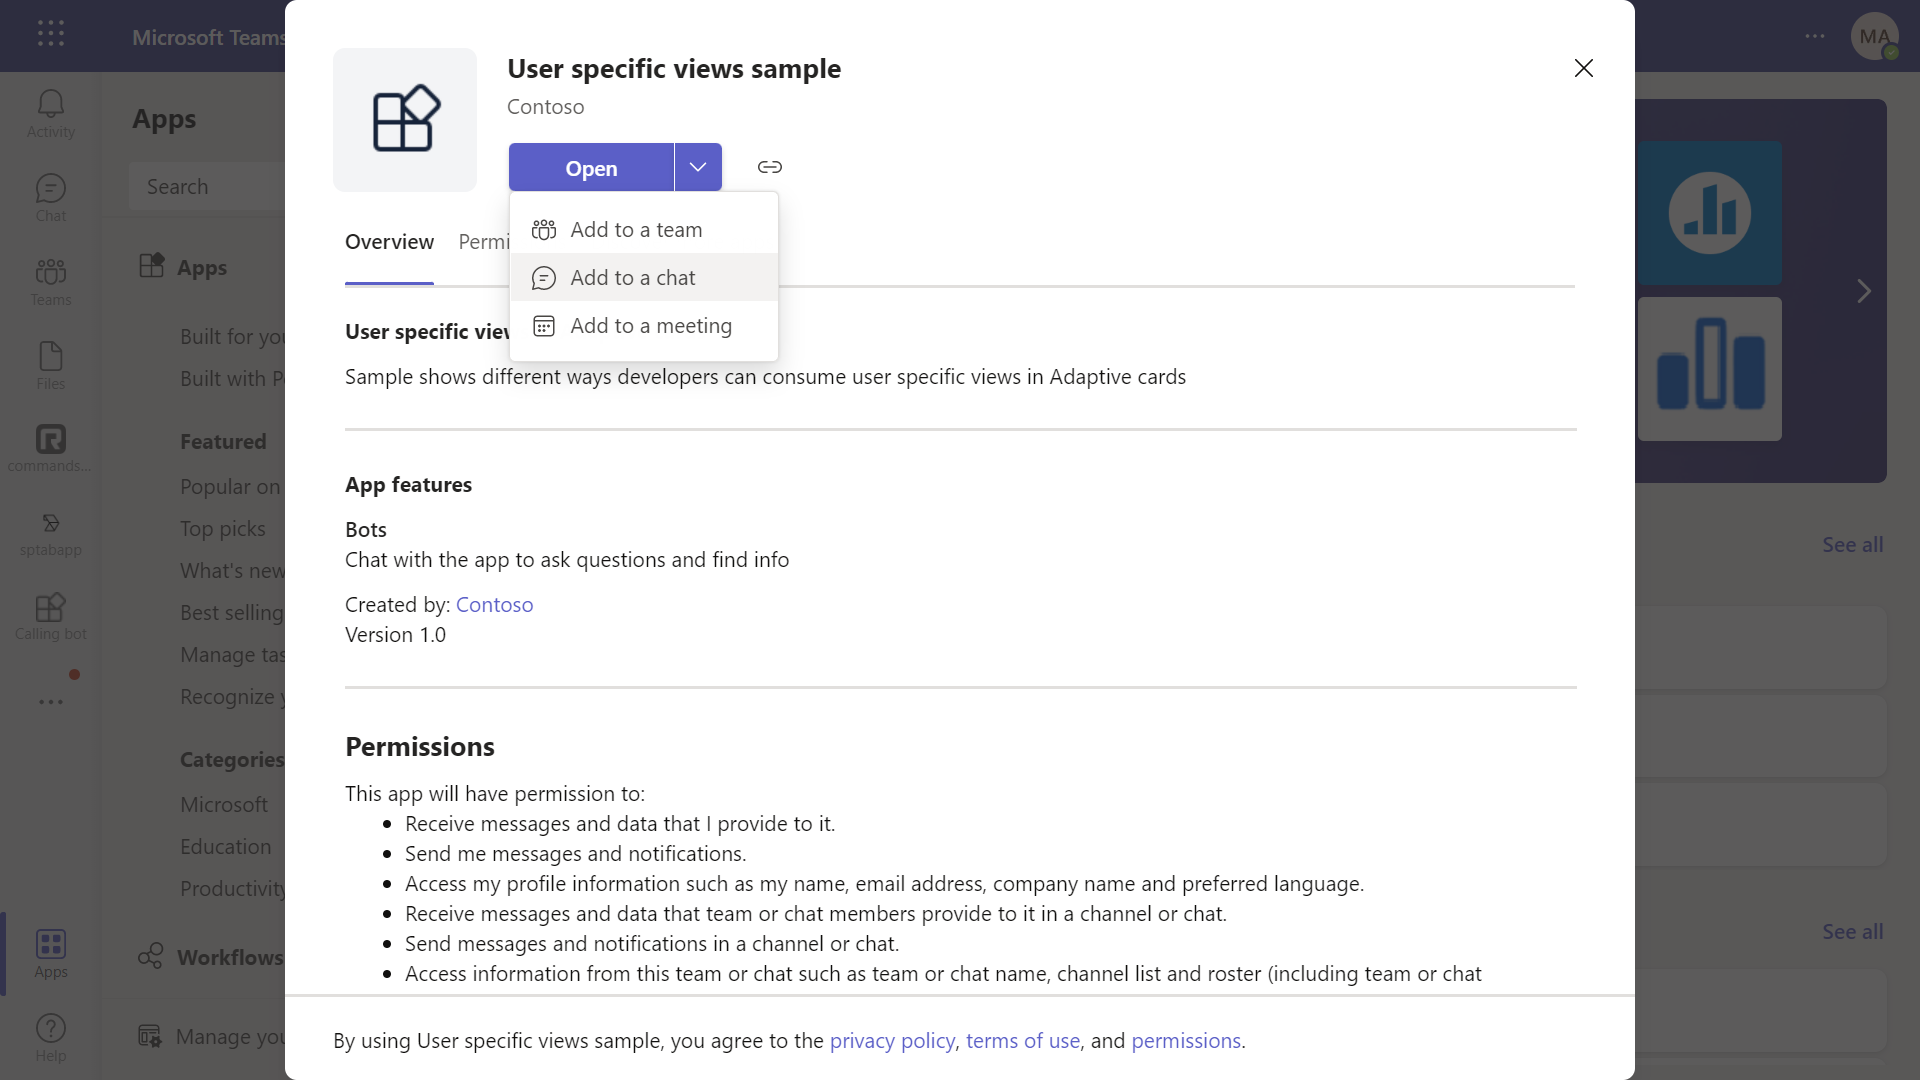 Microsoft Teams
MA
Activity
Chat
Teams
Files
commands...
sptabapp
Calling bot
Apps
Help
Apps
Search
Apps
Built for
Built with
Featured
Popular on
Top picks
What's new
Best selling
Manage
Recognize
Categories
Microsoft
Education
Productivity
Workflows
Manage
User specific views sample
Contoso
Open
Add to a team
Add to a chat
Add to a meeting
Overview
User specific
Sample shows different ways developers can consume user specific views in Adaptive cards
App features
Bots
Chat with the app to ask questions and find info
Created by: Contoso
Version 1.0
Permissions
This app will have permission to:
• Receive messages and data that I provide to it.
• Send me messages and notifications.
• Access my profile information such as my name, email address, company name and preferred language.
• Receive messages and data that team or chat members provide to it in a channel or chat.
• Send messages and notifications in a channel or chat.
• Access information from this team or chat such as team or chat name, channel list and roster (including team or chat
By using User specific views sample, you agree to the privacy policy, terms of use, and permissions.
See all
See all